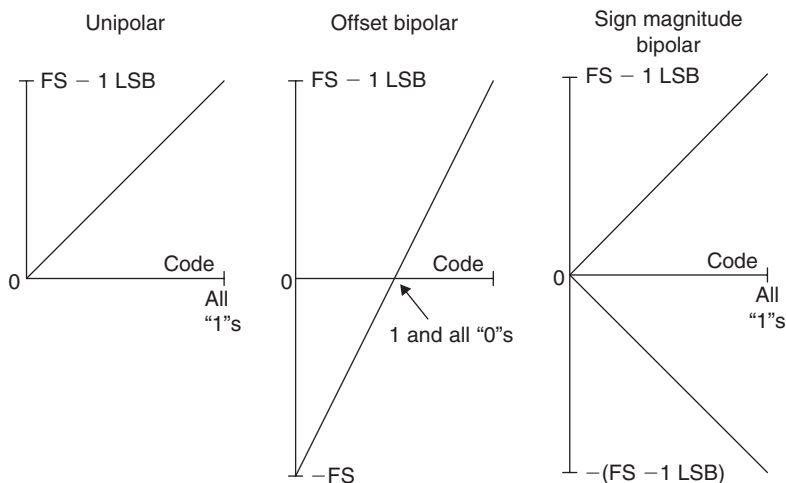 Unipolar
FS − 1 LSB
0
Code
All
“1”s
Offset bipolar
FS − 1 LSB
0
Code
1 and all “0”s
−FS
Sign magnitude
bipolar
FS − 1 LSB
0
Code
All
“1”s
−(FS −1 LSB)